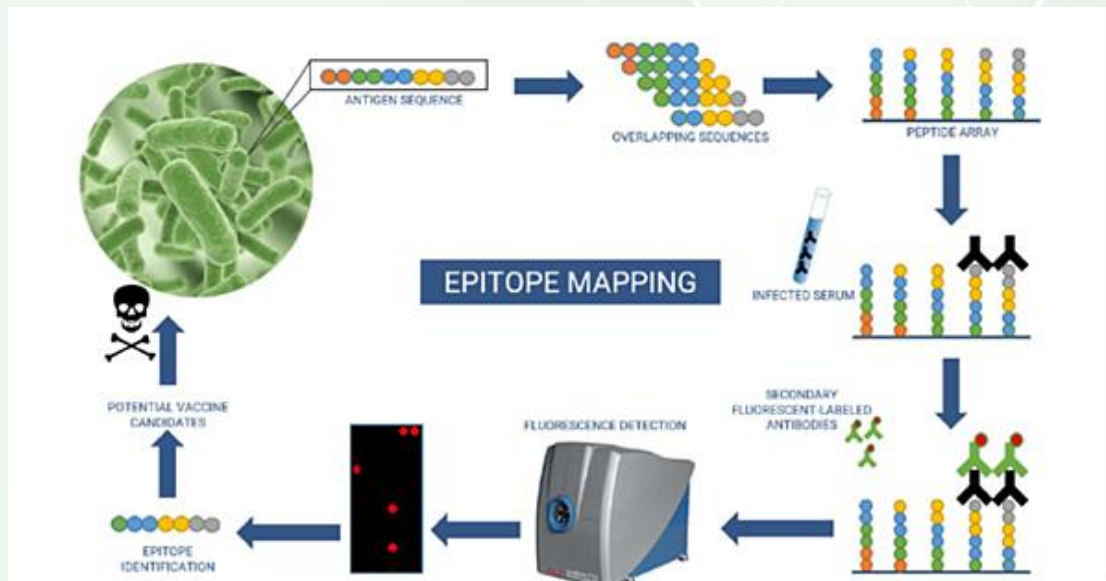 ANTIGEN SEQUENCE
OVERLAPPING SEQUENCES
PEPTIDE ARRAY
EPITOPE MAPPING
INFECTED SERUM
SECONDARY
FLUORESCENT-LABELED
ANTIBODIES
FLUORESCENCE DETECTION
POTENTIAL VACCINE
CANDIDATES
EPITOPE
IDENTIFICATION